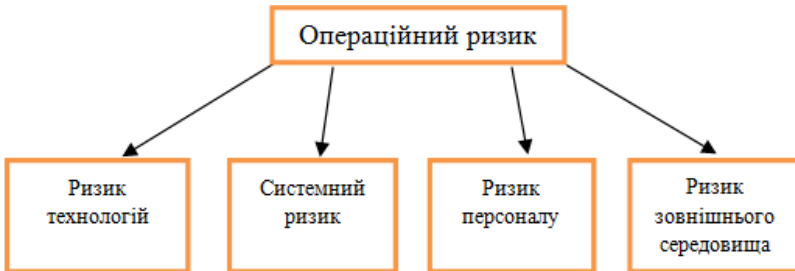 Операційний ризик
Ризик
технологій
Системний
ризик
Ризик
персоналу
Ризик
зовнішнього
середовища